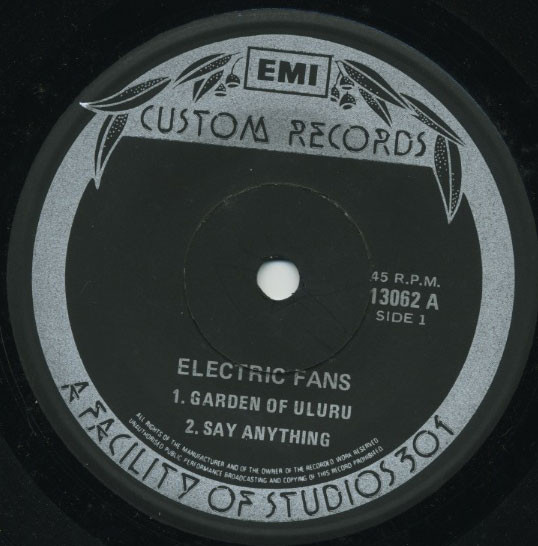 EMI
CUSTOM RECORDS
45 R.P.M.
13062 A
SIDE 1
ELECTRIC FANS
1. GARDEN OF ULURU
2. SAY ANYTHING
ALL RIGHTS OF THE MANUFACTURER AND OF THE OWNER OF THE RECORDED WORK RESERVED
UNAUTHORISED PUBLIC PERFORMANCE BROADCASTING AND COPYING OF THIS RECORD PROHIBITED
A FACILITY OF STUDIOS 301